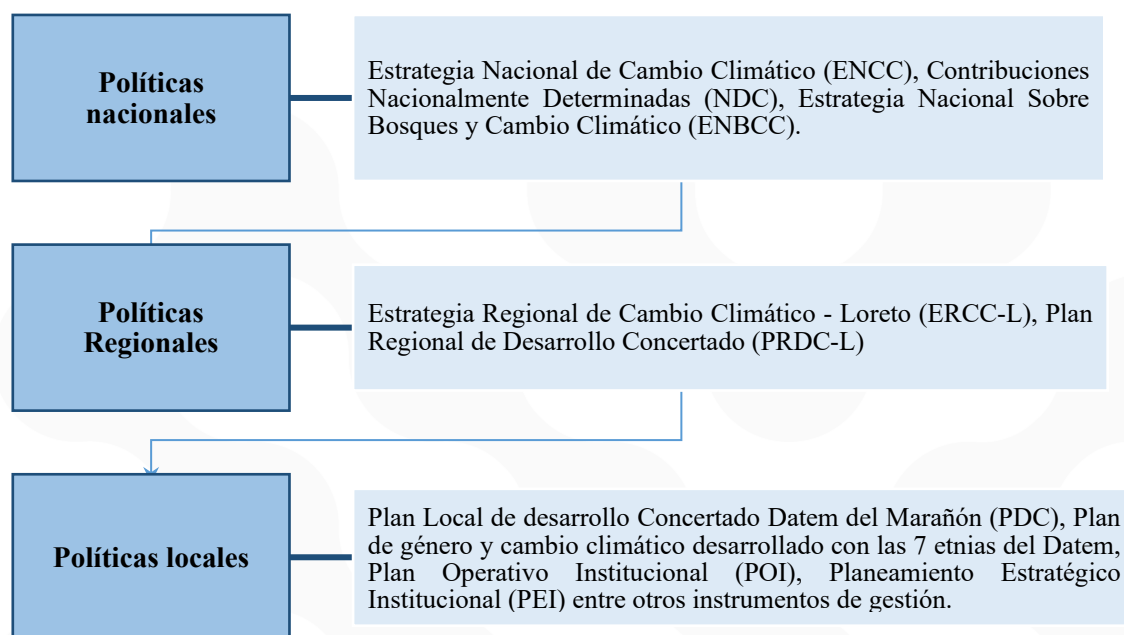 Políticas
nacionales
Estrategia Nacional de Cambio Climático (ENCC), Contribuciones
Nacionalmente Determinadas (NDC), Estrategia Nacional Sobre
Bosques y Cambio Climático (ENBCC).
Políticas
Regionales
Estrategia Regional de Cambio Climático - Loreto (ERCC-L), Plan
Regional de Desarrollo Concertado (PRDC-L)
Políticas locales
Plan Local de desarrollo Concertado Datem del Marañón (PDC), Plan
de género y cambio climático desarrollado con las 7 etnias del Datem,
Plan Operativo Institucional (POI), Planeamiento Estratégico
Institucional (PEI) entre otros instrumentos de gestión.